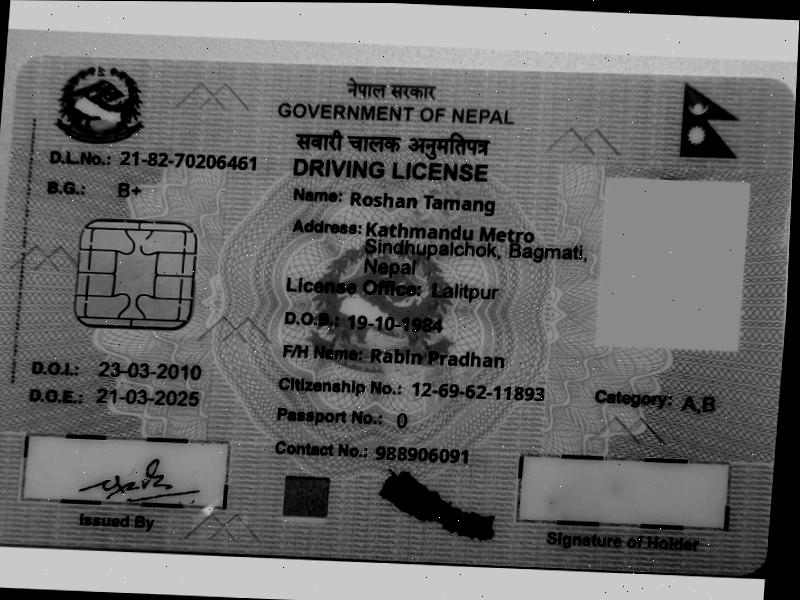 नेपाल सरकार
GOVERNMENT OF NEPAL
सवारी चालक अनुमतिपत्र
DRIVING LICENSE
D.L.No.: 21-82-70206461
B.G.: B+
Name: Roshan Tamang
Address: Kathmandu Metro
Sindhupalchok, Bagmati,
Nepal
License Office: Lalitpur
D.O.B.: 19-10-1984
F/H Name: Rabin Pradhan
D.O.I.: 23-03-2010
D.O.E.: 21-03-2025
Citizenship No.: 12-69-62-11893
Category: A,B
Passport No.: 0
Contact No.: 988906091
Issued By
Signature of Holder